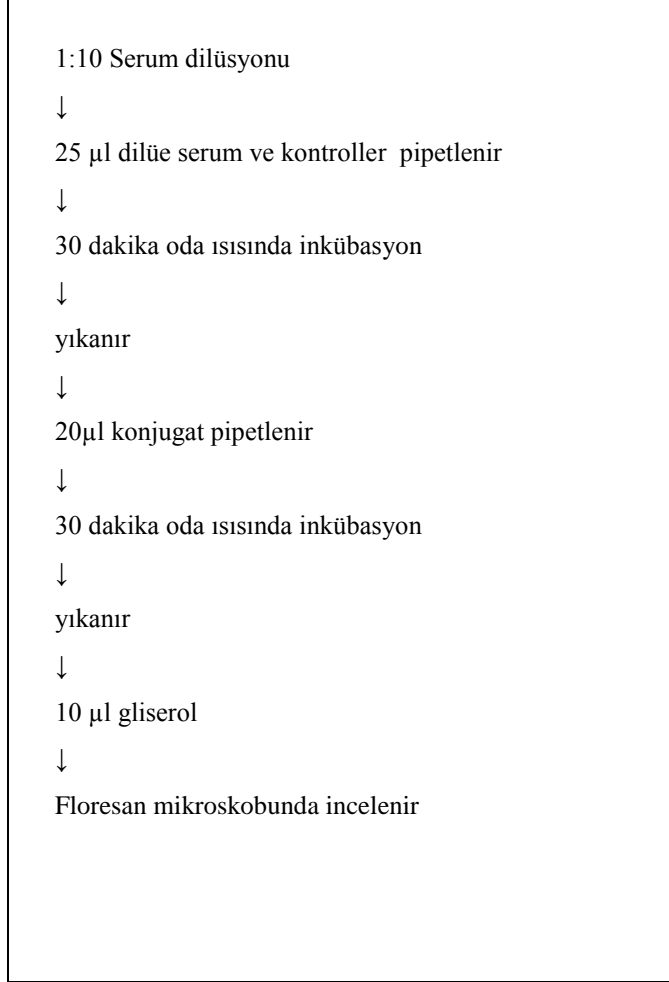 1:10 Serum dilüsyonu
↓
25 µl dilüe serum ve kontroller  pipetlenir
↓
30 dakika oda ısısında inkübasyon
↓
yıkanır
↓
20µl konjugat pipetlenir
↓
30 dakika oda ısısında inkübasyon
↓
yıkanır
↓
10 µl gliserol
↓
Floresan mikroskobunda incelenir